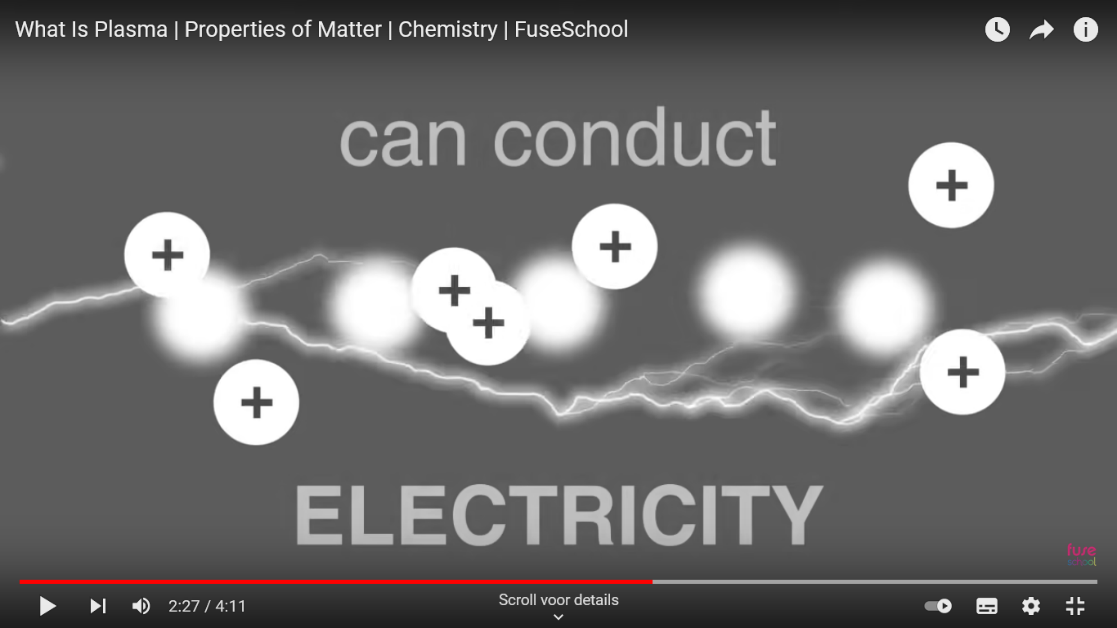 What Is Plasma | Properties of Matter | Chemistry | FuseSchool
can conduct
+
+
+
+
+
+
+
ELECTRICITY
fuse
school
2:27 / 4:11
Scroll voor details